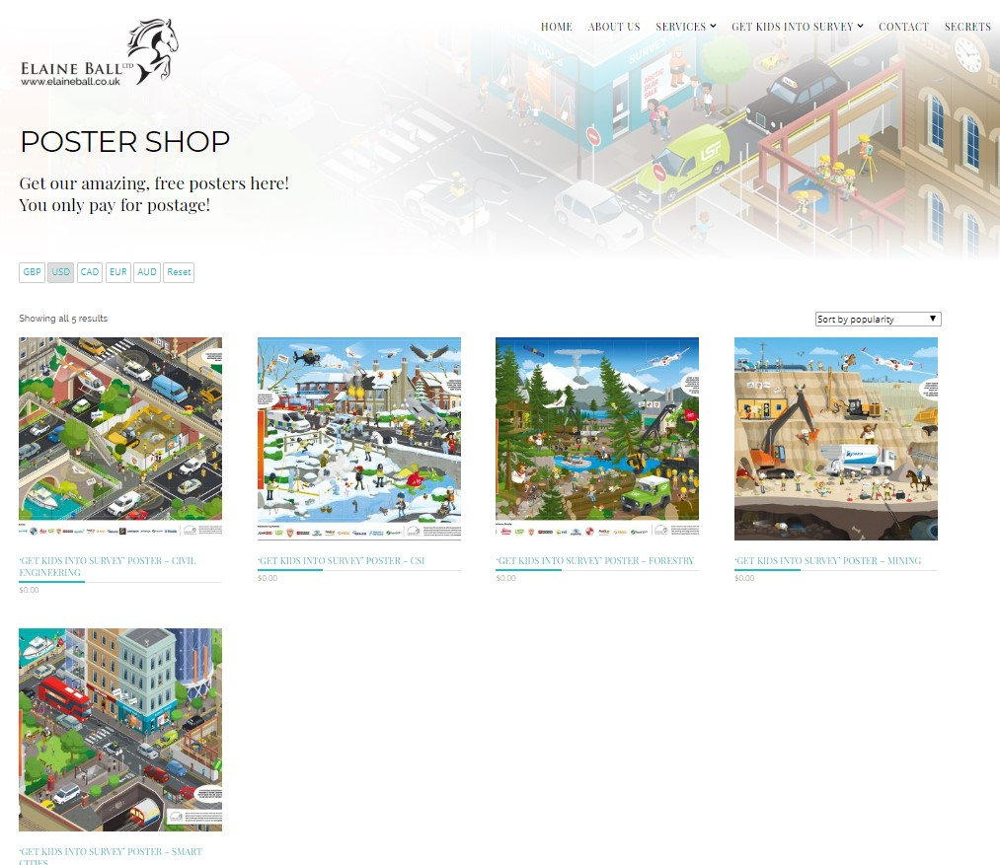 HOME ABOUT US SERVICES GET KIDS INTO SURVEY CONTACT SECRETS
ELAINE BALL LTD
www.elaineball.co.uk
POSTER SHOP
Get our amazing, free posters here!
You only pay for postage!
LSF
GBP USD CAD EUR AUD Reset
Showing all 5 results
Sort by popularity
‘GET KIDS INTO SURVEY’ POSTER – CIVIL
ENGINEERING
$0.00
‘GET KIDS INTO SURVEY’ POSTER – CSI
$0.00
‘GET KIDS INTO SURVEY’ POSTER – FORESTRY
$0.00
‘GET KIDS INTO SURVEY’ POSTER – MINING
$0.00
‘GET KIDS INTO SURVEY’ POSTER – SMART
CITIES